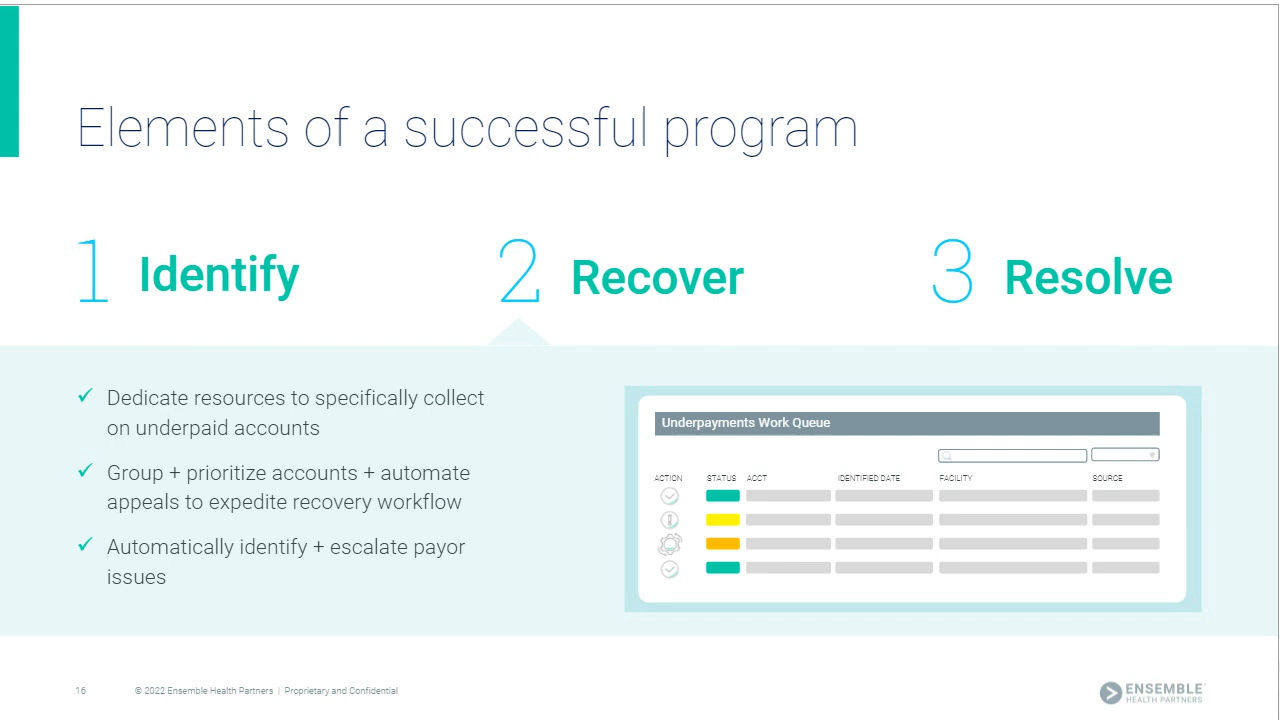 Elements of a successful program
1 Identify
2 Recover
3 Resolve
✓ Dedicate resources to specifically collect
on underpaid accounts
✓ Group + prioritize accounts + automate
appeals to expedite recovery workflow
✓ Automatically identify + escalate payor
issues
Underpayments Work Queue
ACTION STATUS ACCT IDENTIFIED DATE FACILITY SOURCE
16 © 2022 Ensemble Health Partners | Proprietary and Confidential
ENSEMBLE
HEALTH PARTNERS